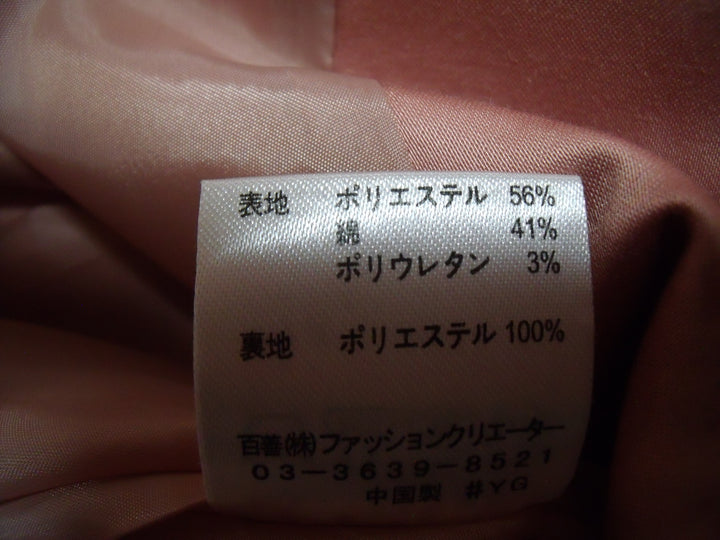 表地 ポリエステル 56%
綿 41%
ポリウレタン 3%
裏地 ポリエステル 100%
百善(株)ファッションクリエーター
03-3639-8521
中国製 #YG